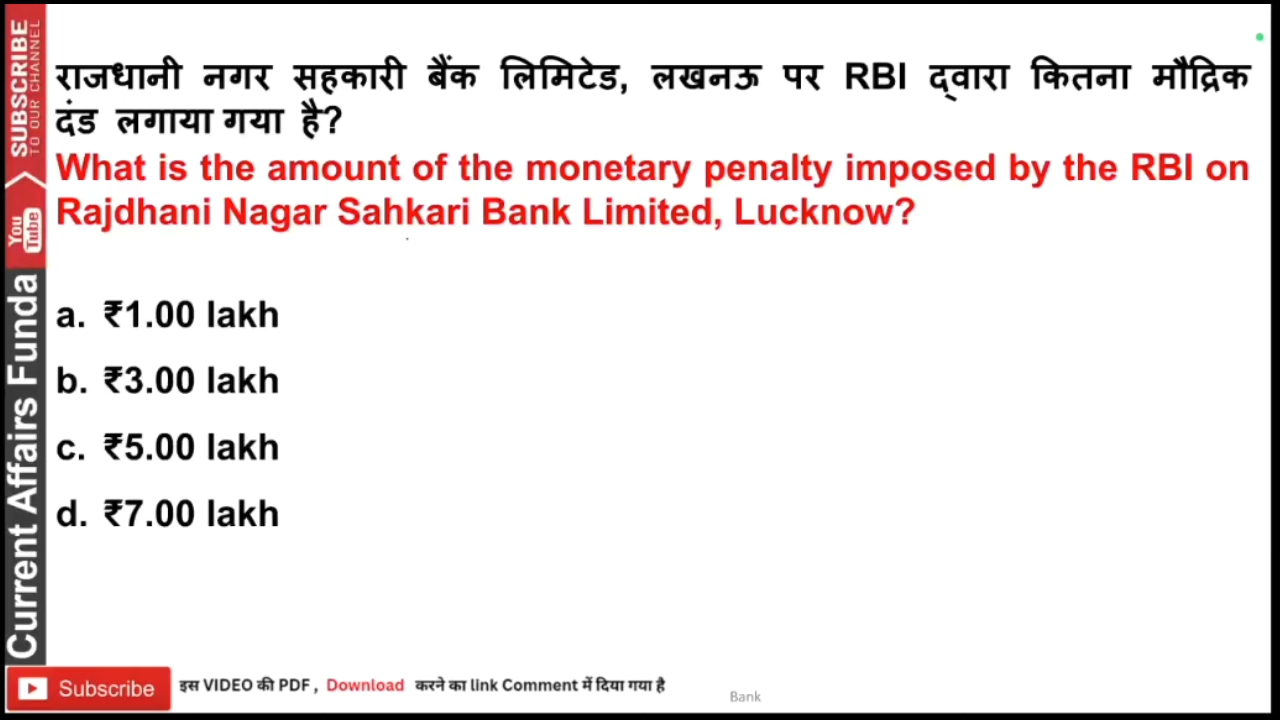 राजधानी नगर सहकारी बैंक लिमिटेड, लखनऊ पर RBI द्वारा कितना मौद्रिक
दंड लगाया गया है?
What is the amount of the monetary penalty imposed by the RBI on
Rajdhani Nagar Sahkari Bank Limited, Lucknow?
a. ₹1.00 lakh
b. ₹3.00 lakh
c. ₹5.00 lakh
d. ₹7.00 lakh
SUBSCRIBE
TO OUR CHANNEL
You
Tube
Current Affairs Funda
Subscribe
इस VIDEO की PDF , Download करने का link Comment में दिया गया है
Bank